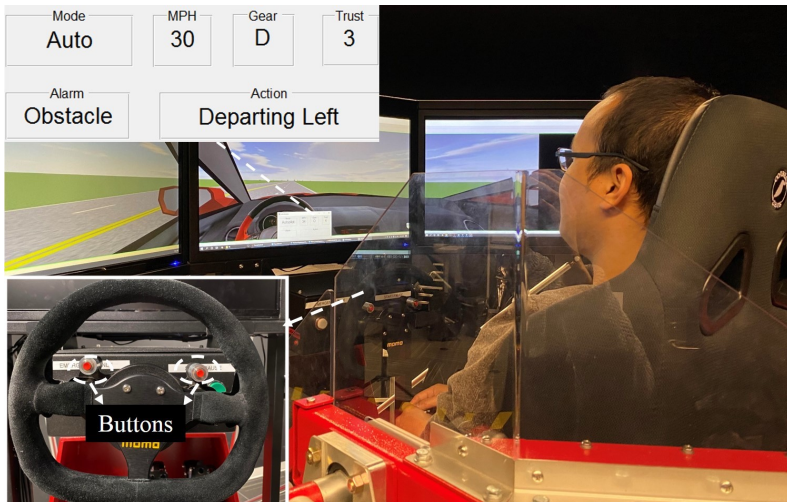 Mode MPH Gear Trust
Auto 30 D 3
Alarm Action
Obstacle Departing Left
Buttons
momo